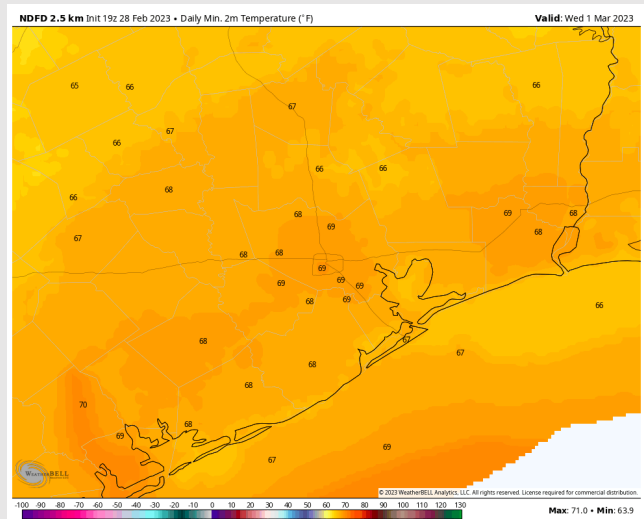 NDFD 2.5 km Init 19z 28 Feb 2023 • Daily Min. 2m Temperature (°F) Valid: Wed 1 Mar 2023
65 66 66
67
67
66
66 66
68
66
68 69 68
69
67 68
68 68
69
69 69 69
68 69
66
67
68 67
68
68
70
68
69
69
67
WEATHERBELL
© 2023 WeatherBELL Analytics, LLC. All rights reserved. License required for commercial distribution.
-100 -90 -80 -70 -60 -50 -40 -30 -20 -10 0 10 20 30 40 50 60 70 80 90 100 110 120 130
Max: 71.0 • Min: 63.9